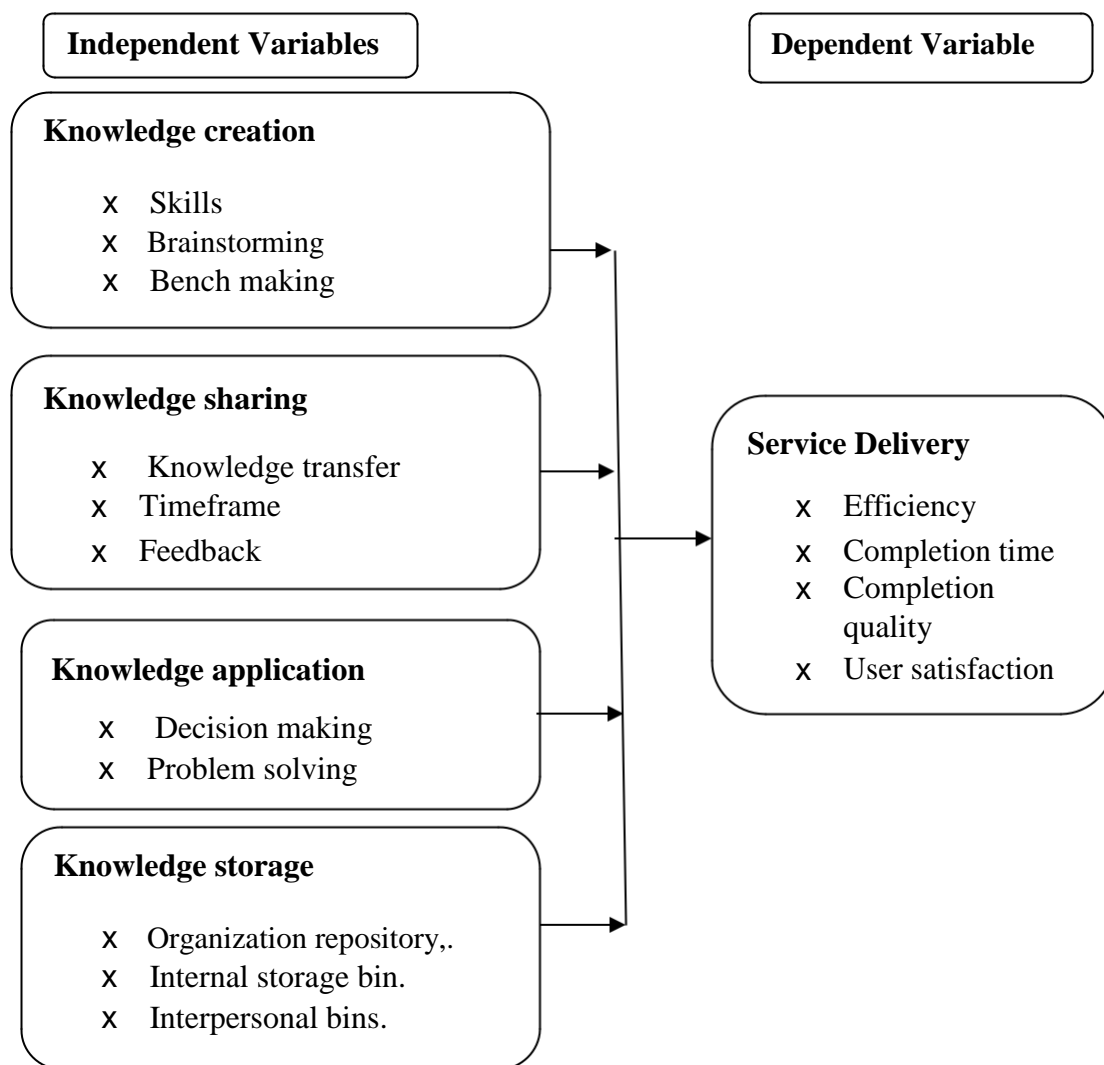 Independent Variables
Dependent Variable
Knowledge creation
x Skills
x Brainstorming
x Bench making
Knowledge sharing
x Knowledge transfer
x Timeframe
x Feedback
Knowledge application
x Decision making
x Problem solving
Knowledge storage
x Organization repository,.
x Internal storage bin.
x Interpersonal bins.
Service Delivery
x Efficiency
x Completion time
x Completion
quality
x User satisfaction